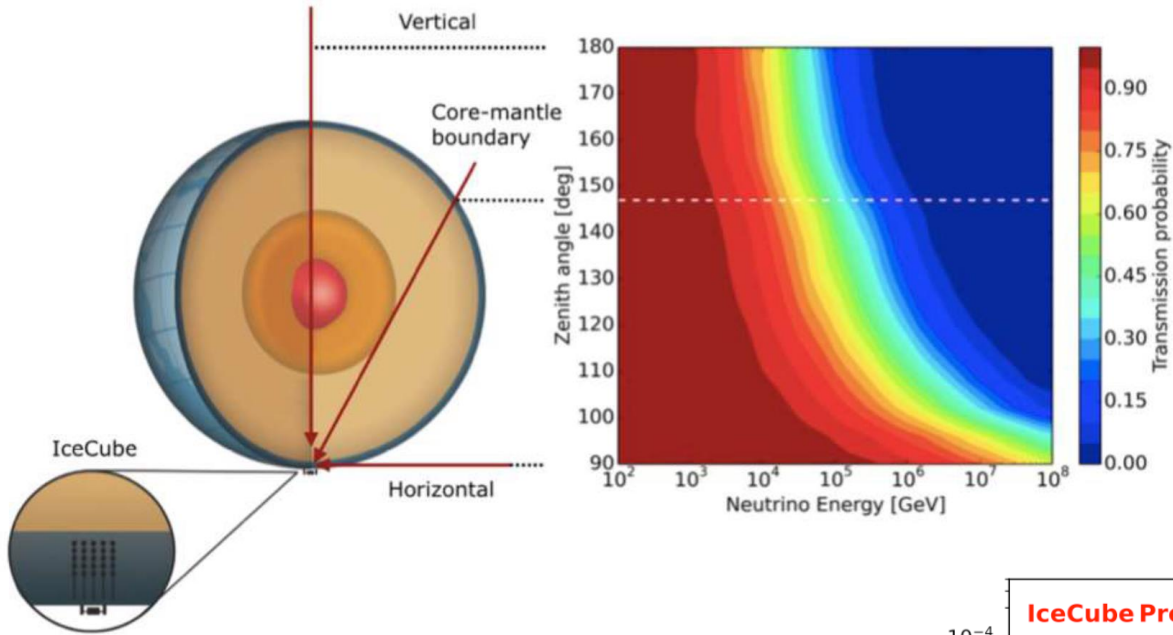 Vertical
Core-mantle
boundary
IceCube
Horizontal
180
170
160
150
140
130
120
110
100
90
Zenith angle [deg]
10²
10³
10⁴
10⁵
10⁶
10⁷
10⁸
Neutrino Energy [GeV]
0.90
0.75
0.60
0.45
0.30
0.15
0.00
Transmission probability
IceCube Pr
10⁻⁴